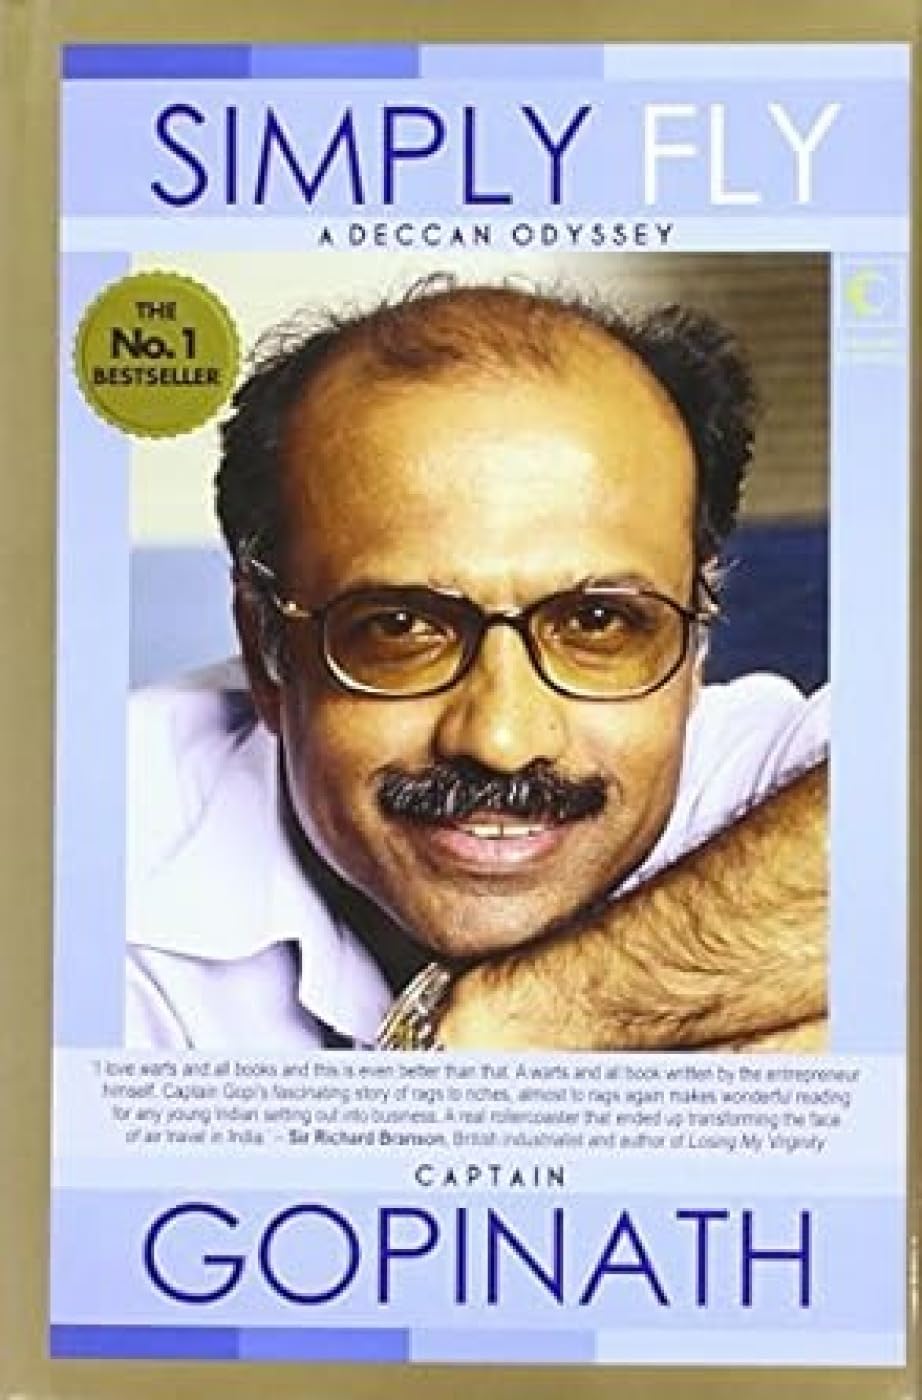 SIMPLY FLY
A DECCAN ODYSSEY
THE
No. 1
BESTSELLER
"I love warts and all books and this is even better than that. A warts and all book written by the entrepreneur
himself. Captain Gopi's fascinating story of rags to riches, almost to rags again makes wonderful reading
for any young Indian setting out into business. A real rollercoaster that ended up transforming the face
of air travel in India." – Sir Richard Branson, British industrialist and author of Losing My Virginity
CAPTAIN
GOPINATH